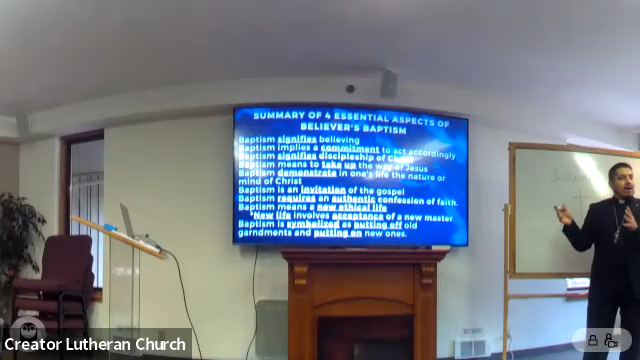 SUMMARY OF 4 ESSENTIAL ASPECTS OF
BELIEVER'S BAPTISM
Baptism signifies believing
Baptism implies a commitment to act accordingly
Baptism signifies discipleship of Christ
Baptism means to take up the way of Jesus
Baptism demonstrate in one's life the nature or
mind of Christ
Baptism is an invitation of the gospel
Baptism requires an authentic confession of faith.
Baptism means a new ethical life
"New life involves acceptance of a new master
Baptism is symbolized as putting off old
garndments and putting on new ones.
Creator Lutheran Church